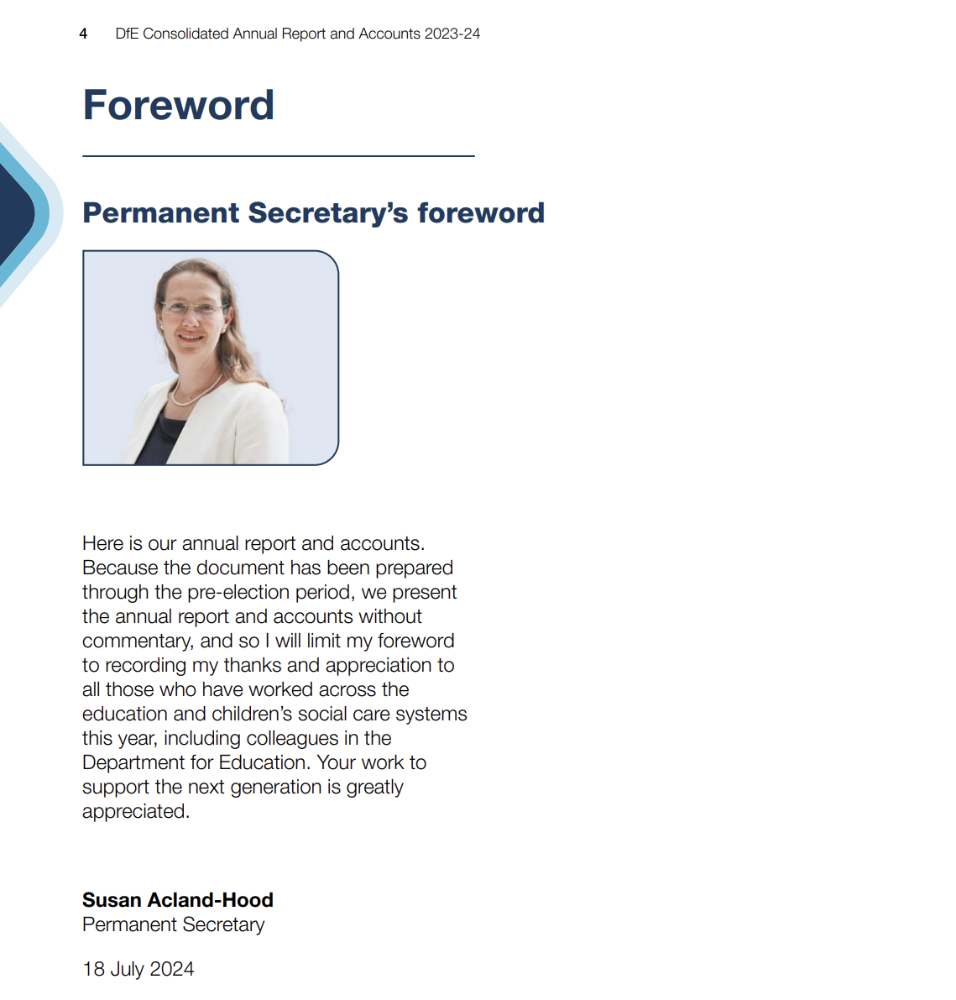 4 DfE Consolidated Annual Report and Accounts 2023-24
Foreword
Permanent Secretary’s foreword
Here is our annual report and accounts.
Because the document has been prepared
through the pre-election period, we present
the annual report and accounts without
commentary, and so I will limit my foreword
to recording my thanks and appreciation to
all those who have worked across the
education and children’s social care systems
this year, including colleagues in the
Department for Education. Your work to
support the next generation is greatly
appreciated.
Susan Acland-Hood
Permanent Secretary
18 July 2024